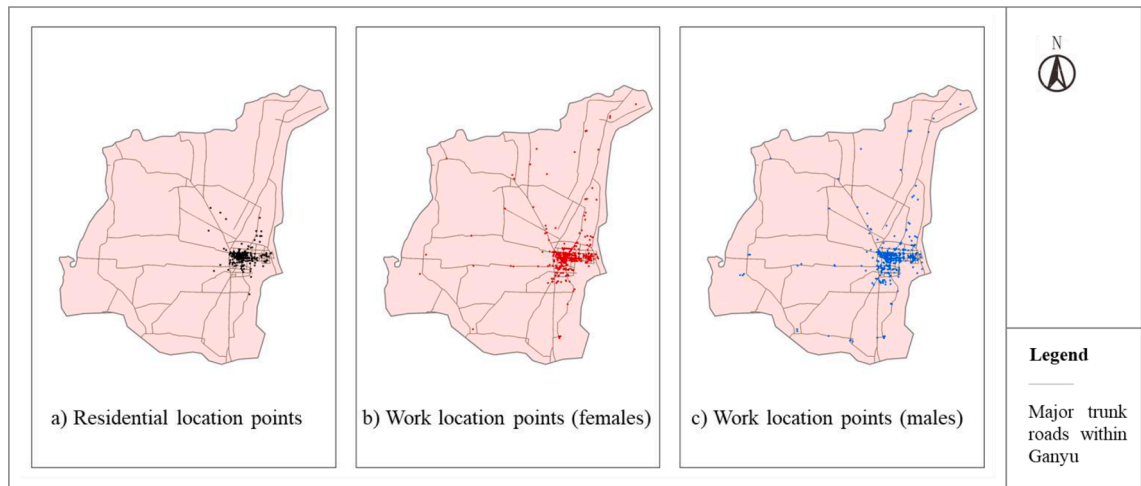 a) Residential location points
b) Work location points (females)
c) Work location points (males)
N
Legend
Major trunk
roads within
Ganyu